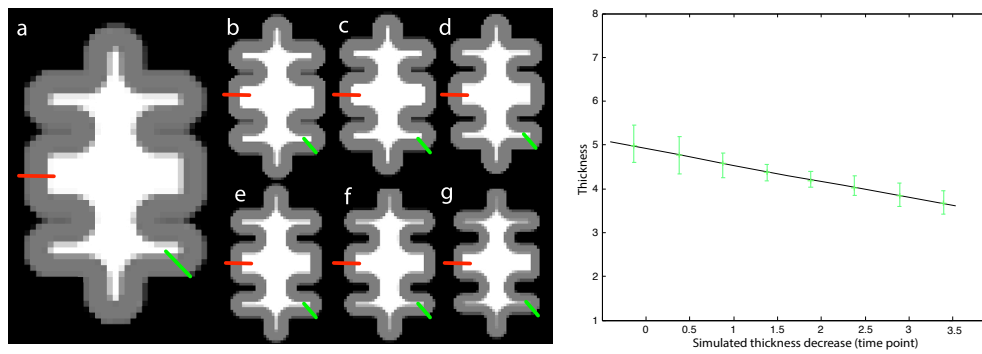 a
b
c
d
e
f
g
8
7
6
5
4
3
2
1
Thickness
0 0.5 1 1.5 2 2.5 3 3.5
Simulated thickness decrease (time point)